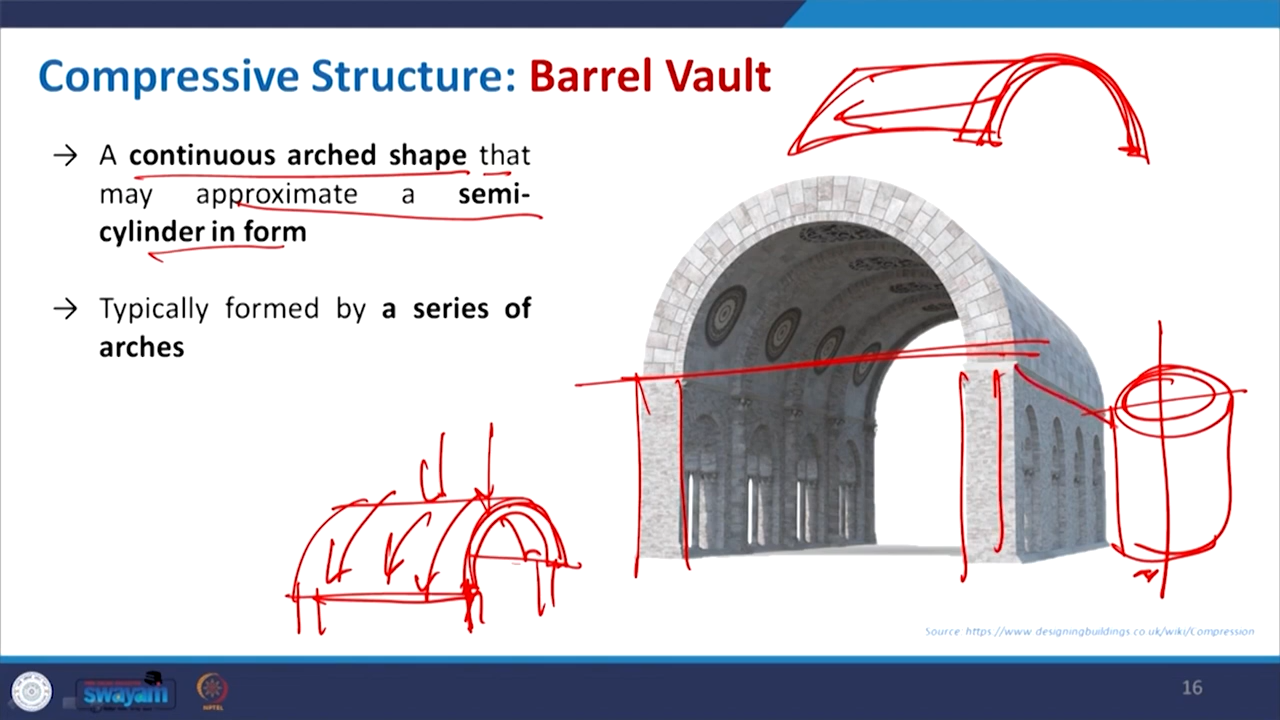 Compressive Structure: Barrel Vault
→ A continuous arched shape that
may approximate a semi-
cylinder in form
→ Typically formed by a series of
arches
Source: https://www.designingbuildings.co.uk/wiki/Compression
swayam
NPTEL
16